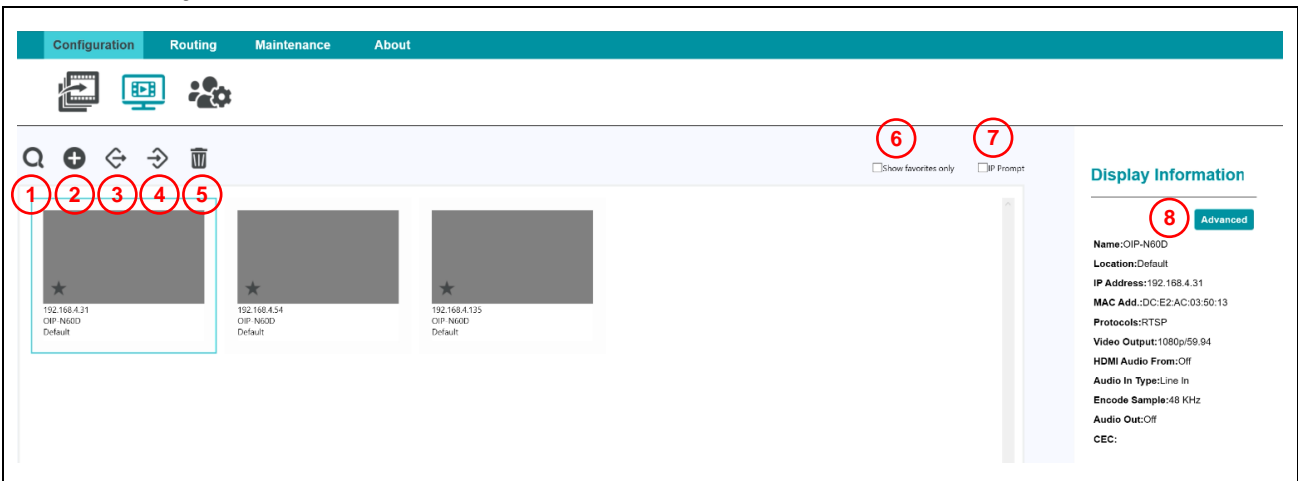 Configuration Routing Maintenance About
6 7
Show favorites only IP Prompt
1 2 3 4 5
192.168.4.31
OIP-N60D
Default
192.168.4.54
OIP-N60D
Default
192.168.4.135
OIP-N60D
Default
Display Information
8 Advanced
Name:OIP-N60D
Location:Default
IP Address:192.168.4.31
MAC Add.:DC:E2:AC:03:50:13
Protocols:RTSP
Video Output:1080p/59.94
HDMI Audio From:Off
Audio In Type:Line In
Encode Sample:48 KHz
Audio Out:Off
CEC: